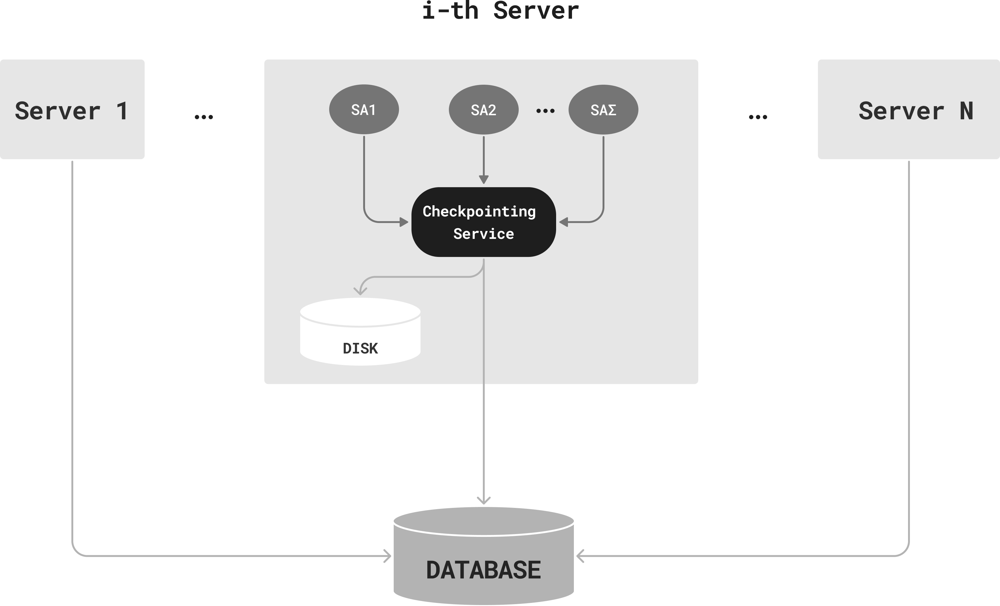 i-th Server
Server 1
...
SA1
SA2
...
SAΣ
...
Server N
Checkpointing
Service
DISK
DATABASE